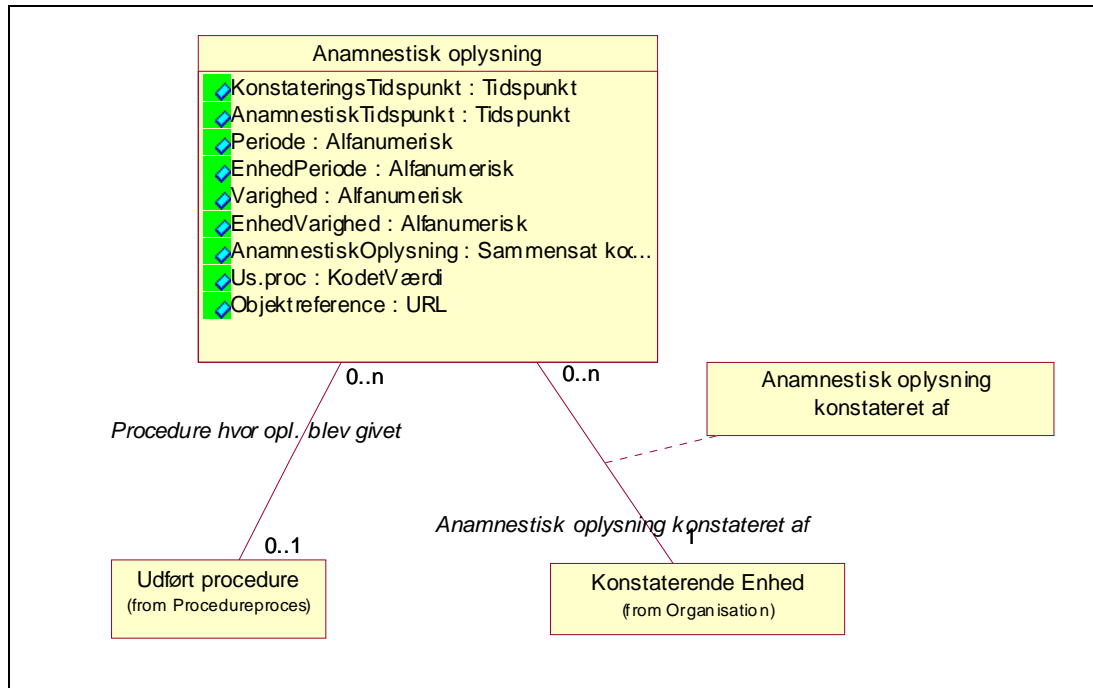 Anamnestisk oplysning
KonstateringsTidspunkt : Tidspunkt
AnamnestiskTidspunkt : Tidspunkt
Periode : Alfanumerisk
EnhedPeriode : Alfanumerisk
Varighed : Alfanumerisk
EnhedVarighed : Alfanumerisk
AnamnestiskOplysning : Sammensat kod...
Us.proc : KodetVærdi
Objektreference : URL
0..n
0..n
Anamnestisk oplysning
konstateret af
Procedure hvor opl. blev givet
Anamnestisk oplysning konstateret af
0..1
1
Udført procedure
(from Procedureproces)
Konstaterende Enhed
(from Organisation)